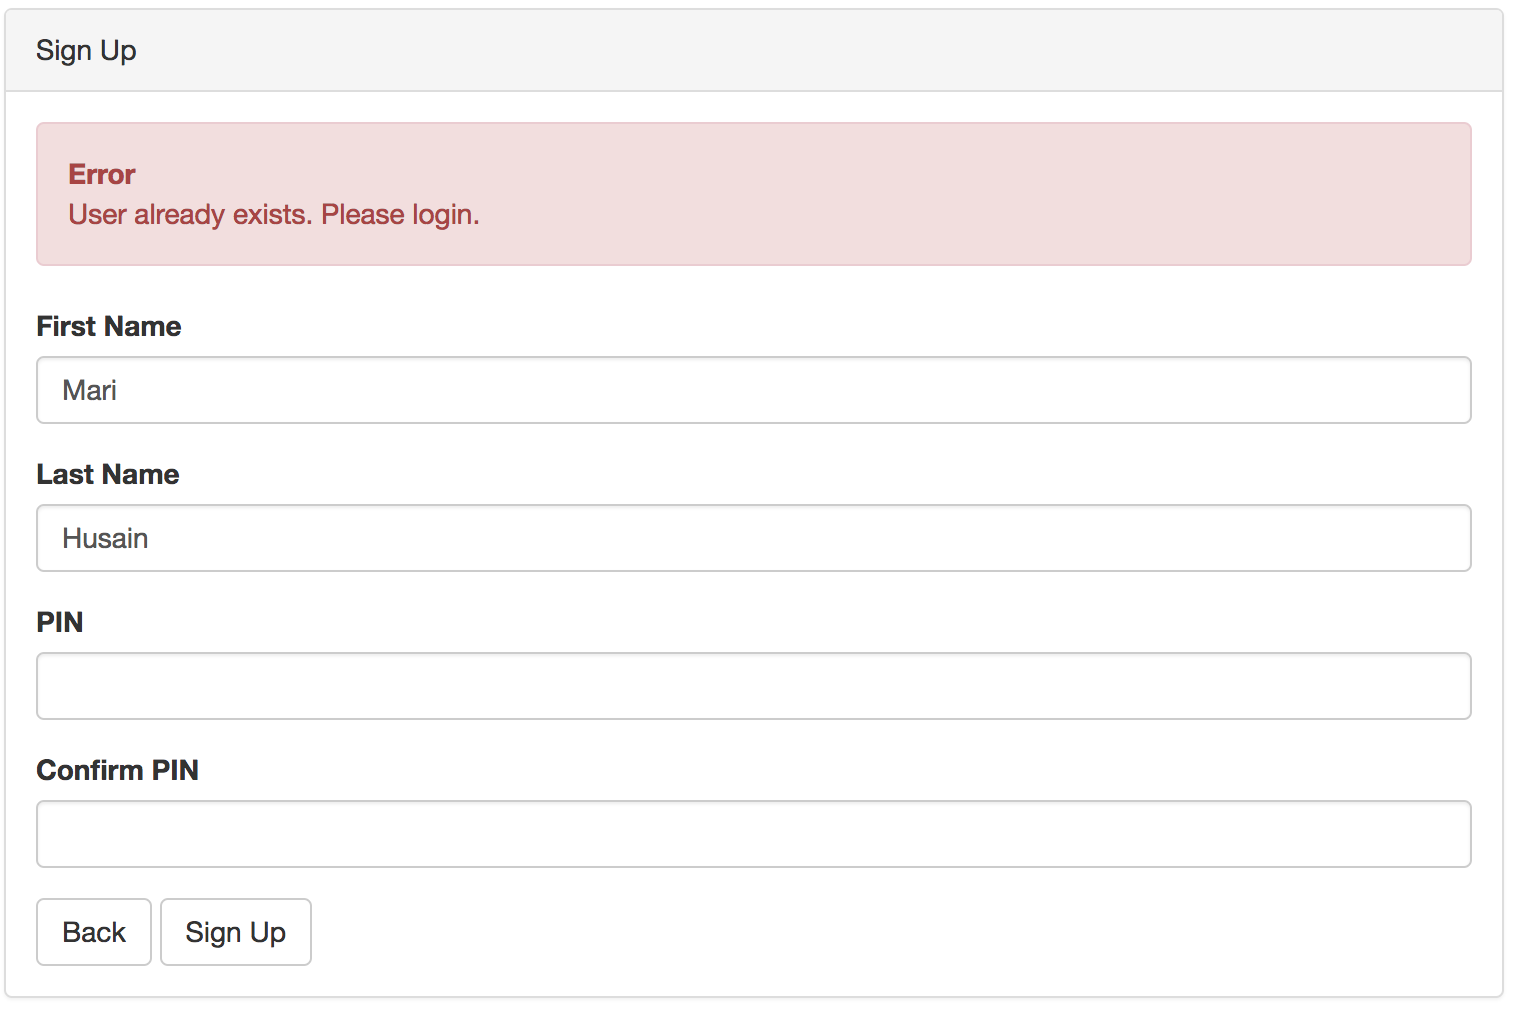 Sign Up
Error
User already exists. Please login.
First Name
Mari
Last Name
Husain
PIN
Confirm PIN
Back Sign Up